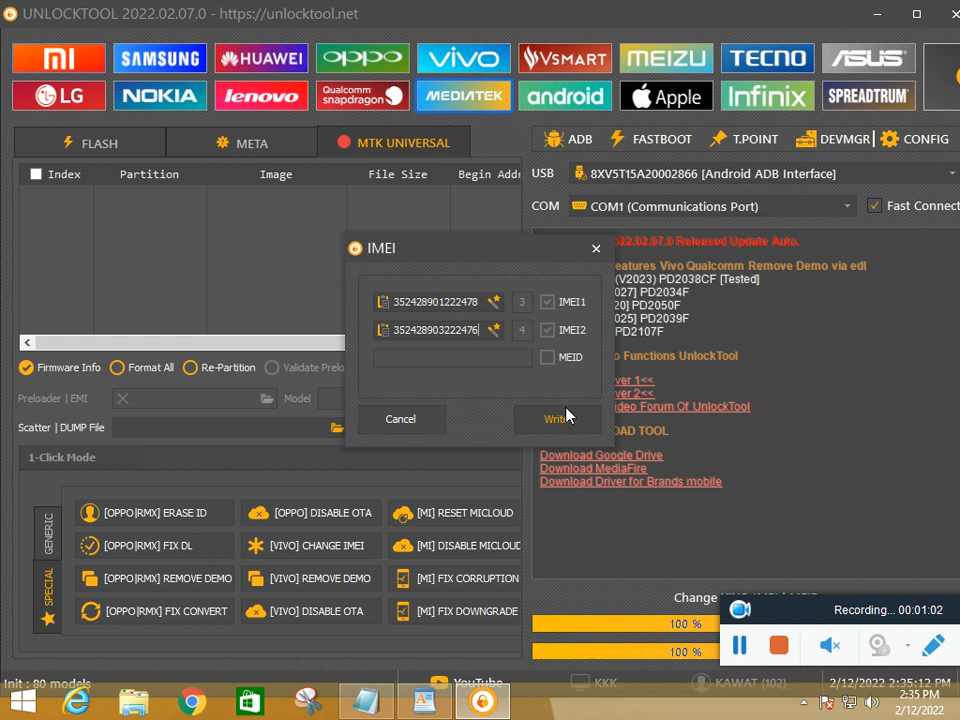 UNLOCKTOOL 2022.02.07.0 - https://unlocktool.net
mi SAMSUNG HUAWEI oppo vivo VSMART MEIZU TECNO ASUS
LG NOKIA lenovo Qualcomm snapdragon MEDIATEK android Apple Infinix SPREADTRUM
FLASH META MTK UNIVERSAL
ADB FASTBOOT T.POINT DEVMGR CONFIG
Index Partition Image File Size Begin Addr
USB 8XV5T15A20002866 [Android ADB Interface]
COM COM1 (Communications Port) Fast Connect
2022.02.07.0 Released Update Auto.
IMEI
352428901222478 3 IMEI1
352428903222476 4 IMEI2
MEID
Cancel
eatures Vivo Qualcomm Remove Demo via edl
(V2023) PD2038CF [Tested]
027] PD2034F
20] PD2050F
025] PD2039F
PD2107F
o Functions UnlockTool
ver 1<<
ver 2<<
deo Forum Of UnlockTool
OAD TOOL
Download Google Drive
Download MediaFire
Download Driver for Brands mobile
Firmware Info Format All Re-Partition Validate Prelo
Preloader | EMI Model
Scatter | DUMP File
1-Click Mode
GENERIC
SPECIAL
[OPPO|RMX] ERASE ID [OPPO] DISABLE OTA [MI] RESET MICLOUD
[OPPO|RMX] FIX DL [VIVO] CHANGE IMEI [MI] DISABLE MICLOU
[OPPO|RMX] REMOVE DEMO [VIVO] REMOVE DEMO [MI] FIX CORRUPTION
[OPPO|RMX] FIX CONVERT [VIVO] DISABLE OTA [MI] FIX DOWNGRADE
Change
100 %
100 %
Recording... 00:01:02
Init : 80 models YouTube KKK KAWAT (102) 2/12/2022 2:35:12 PM
2:35 PM
2/12/2022